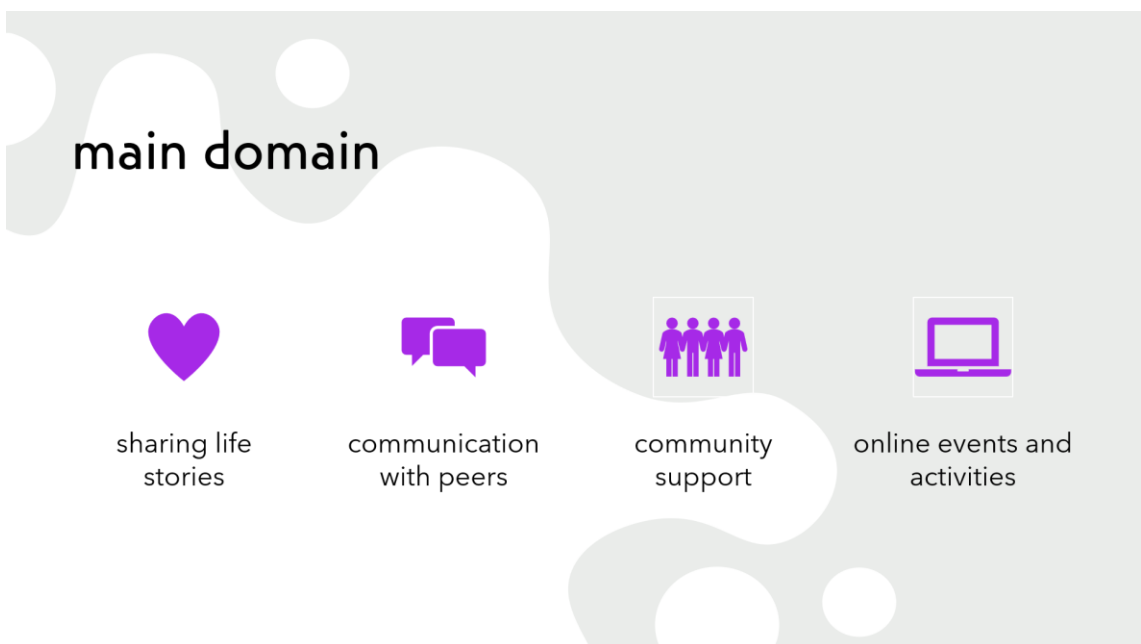 main domain
sharing life
stories
communication
with peers
community
support
online events and
activities